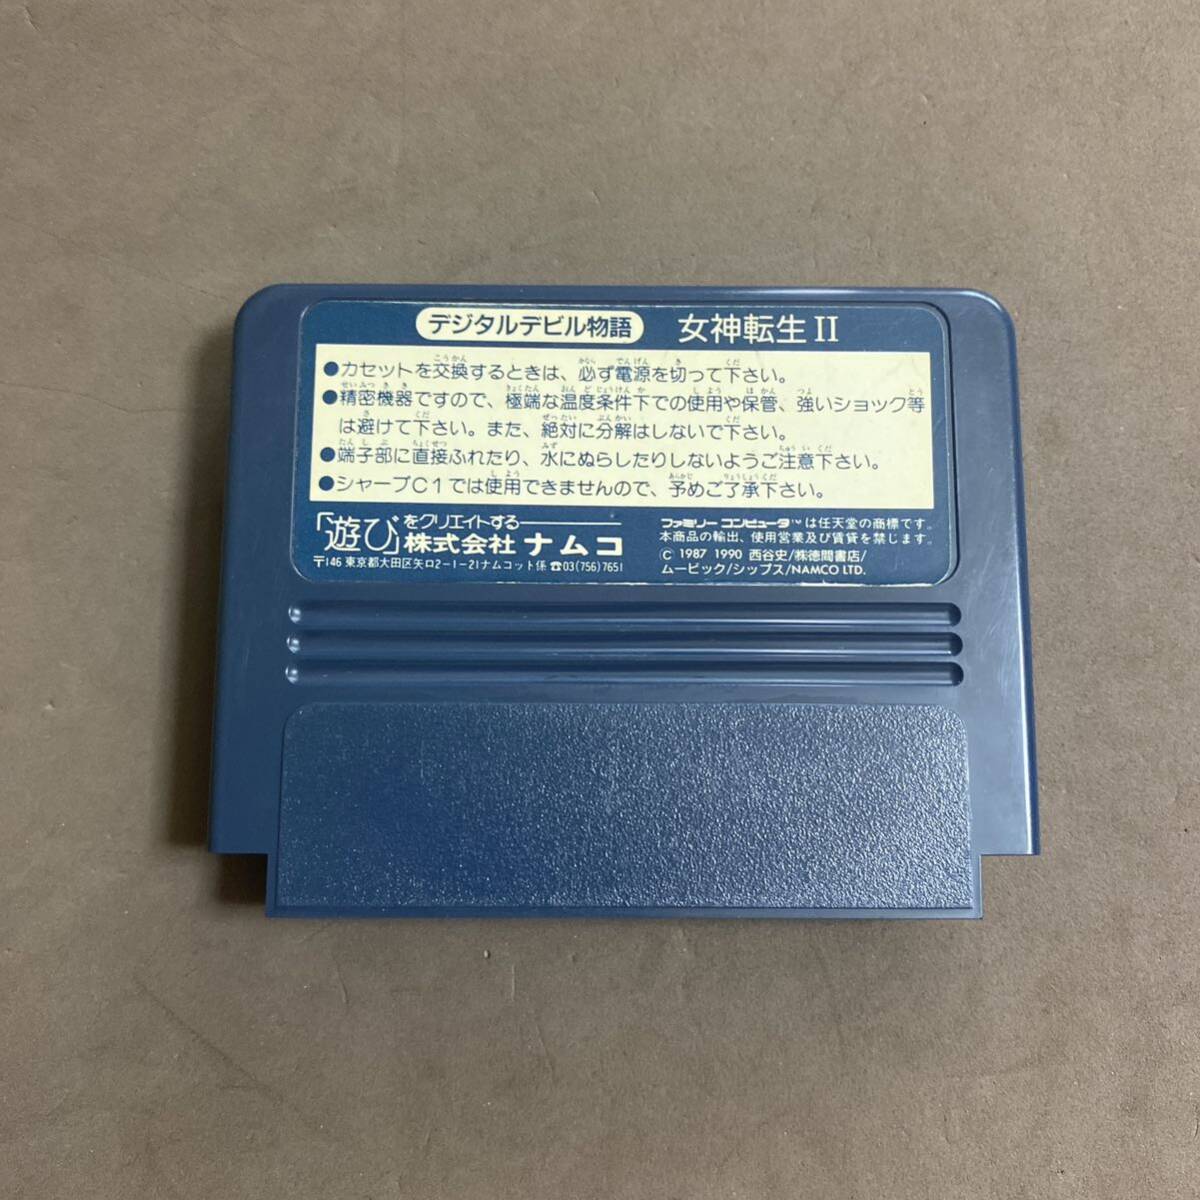 デジタルデビル物語 女神転生II
●カセットを交換するときは、必ず電源を切って下さい。
●精密機器ですので、極端な温度条件下での使用や保管、強いショック等
は避けて下さい。また、絶対に分解はしないで下さい。
●端子部に直接ふれたり、水にぬらしたりしないようご注意下さい。
●シャープC1では使用できませんので、予めご了承下さい。
「遊び」をクリエイトする
株式会社ナムコ
〒146 東京都大田区矢口2-1-21ナムコット係 ☎03(756)7651
ファミリーコンピュータ™は任天堂の商標です。
本商品の輸出、使用営業及び賃貸を禁じます。
© 1987 1990 西谷史/㈱徳間書店/
ムービック/シップス/NAMCO LTD.